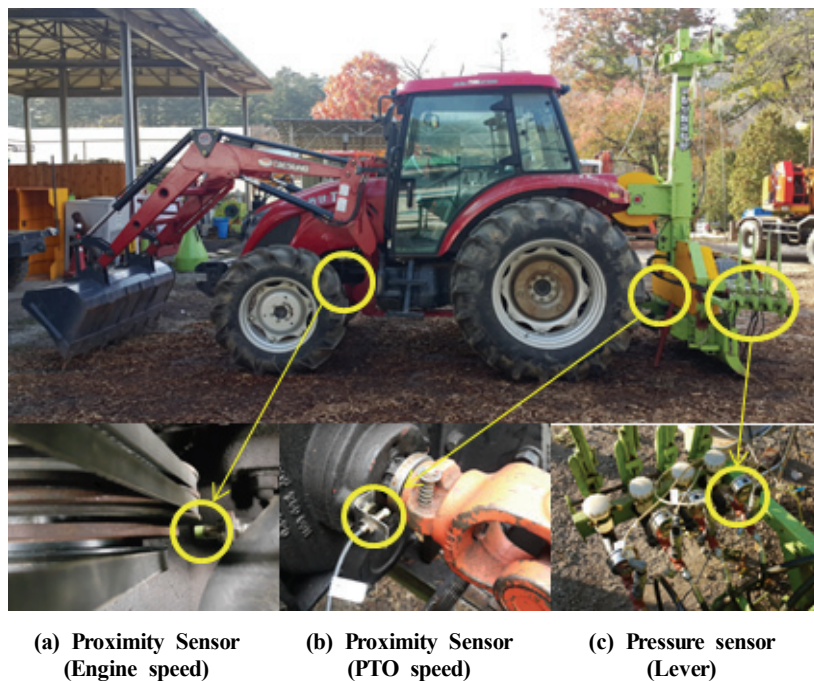 (a) Proximity Sensor
(Engine speed)
(b) Proximity Sensor
(PTO speed)
(c) Pressure sensor
(Lever)